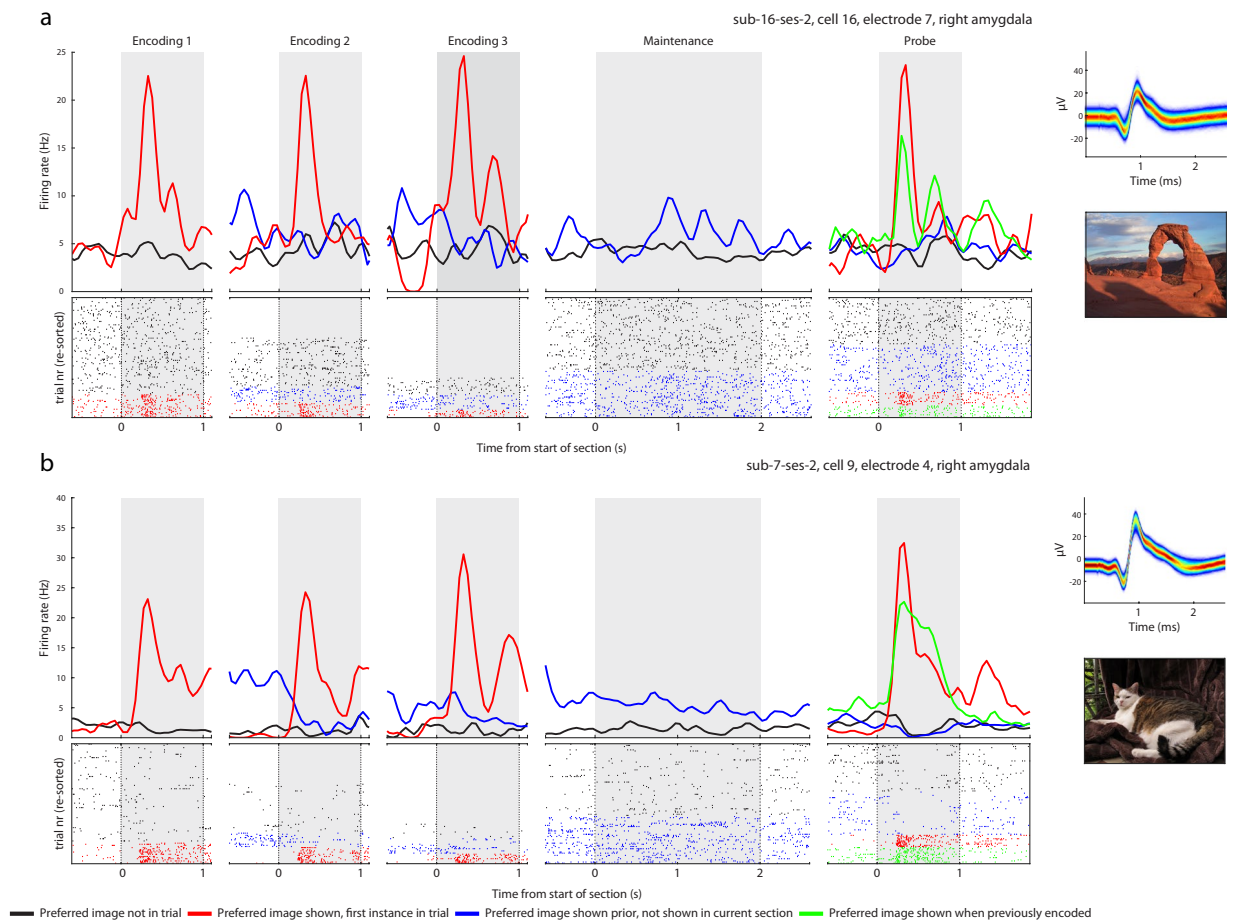 a
sub-16-ses-2, cell 16, electrode 7, right amygdala
Encoding 1 Encoding 2 Encoding 3 Maintenance Probe
Firing rate (Hz)
25
20
15
10
5
0
trial nr (re-sorted)
0 1 0 1 0 1 0 1 2 0 1
Time from start of section (s)
µV
40
20
0
-20
1 2
Time (ms)
b
sub-7-ses-2, cell 9, electrode 4, right amygdala
Firing rate (Hz)
40
35
30
25
20
15
10
5
0
trial nr (re-sorted)
0 1 0 1 0 1 0 1 2 0 1
Time from start of section (s)
µV
40
20
0
-20
1 2
Time (ms)
Preferred image not in trial Preferred image shown, first instance in trial Preferred image shown prior, not shown in current section Preferred image shown when previously encoded